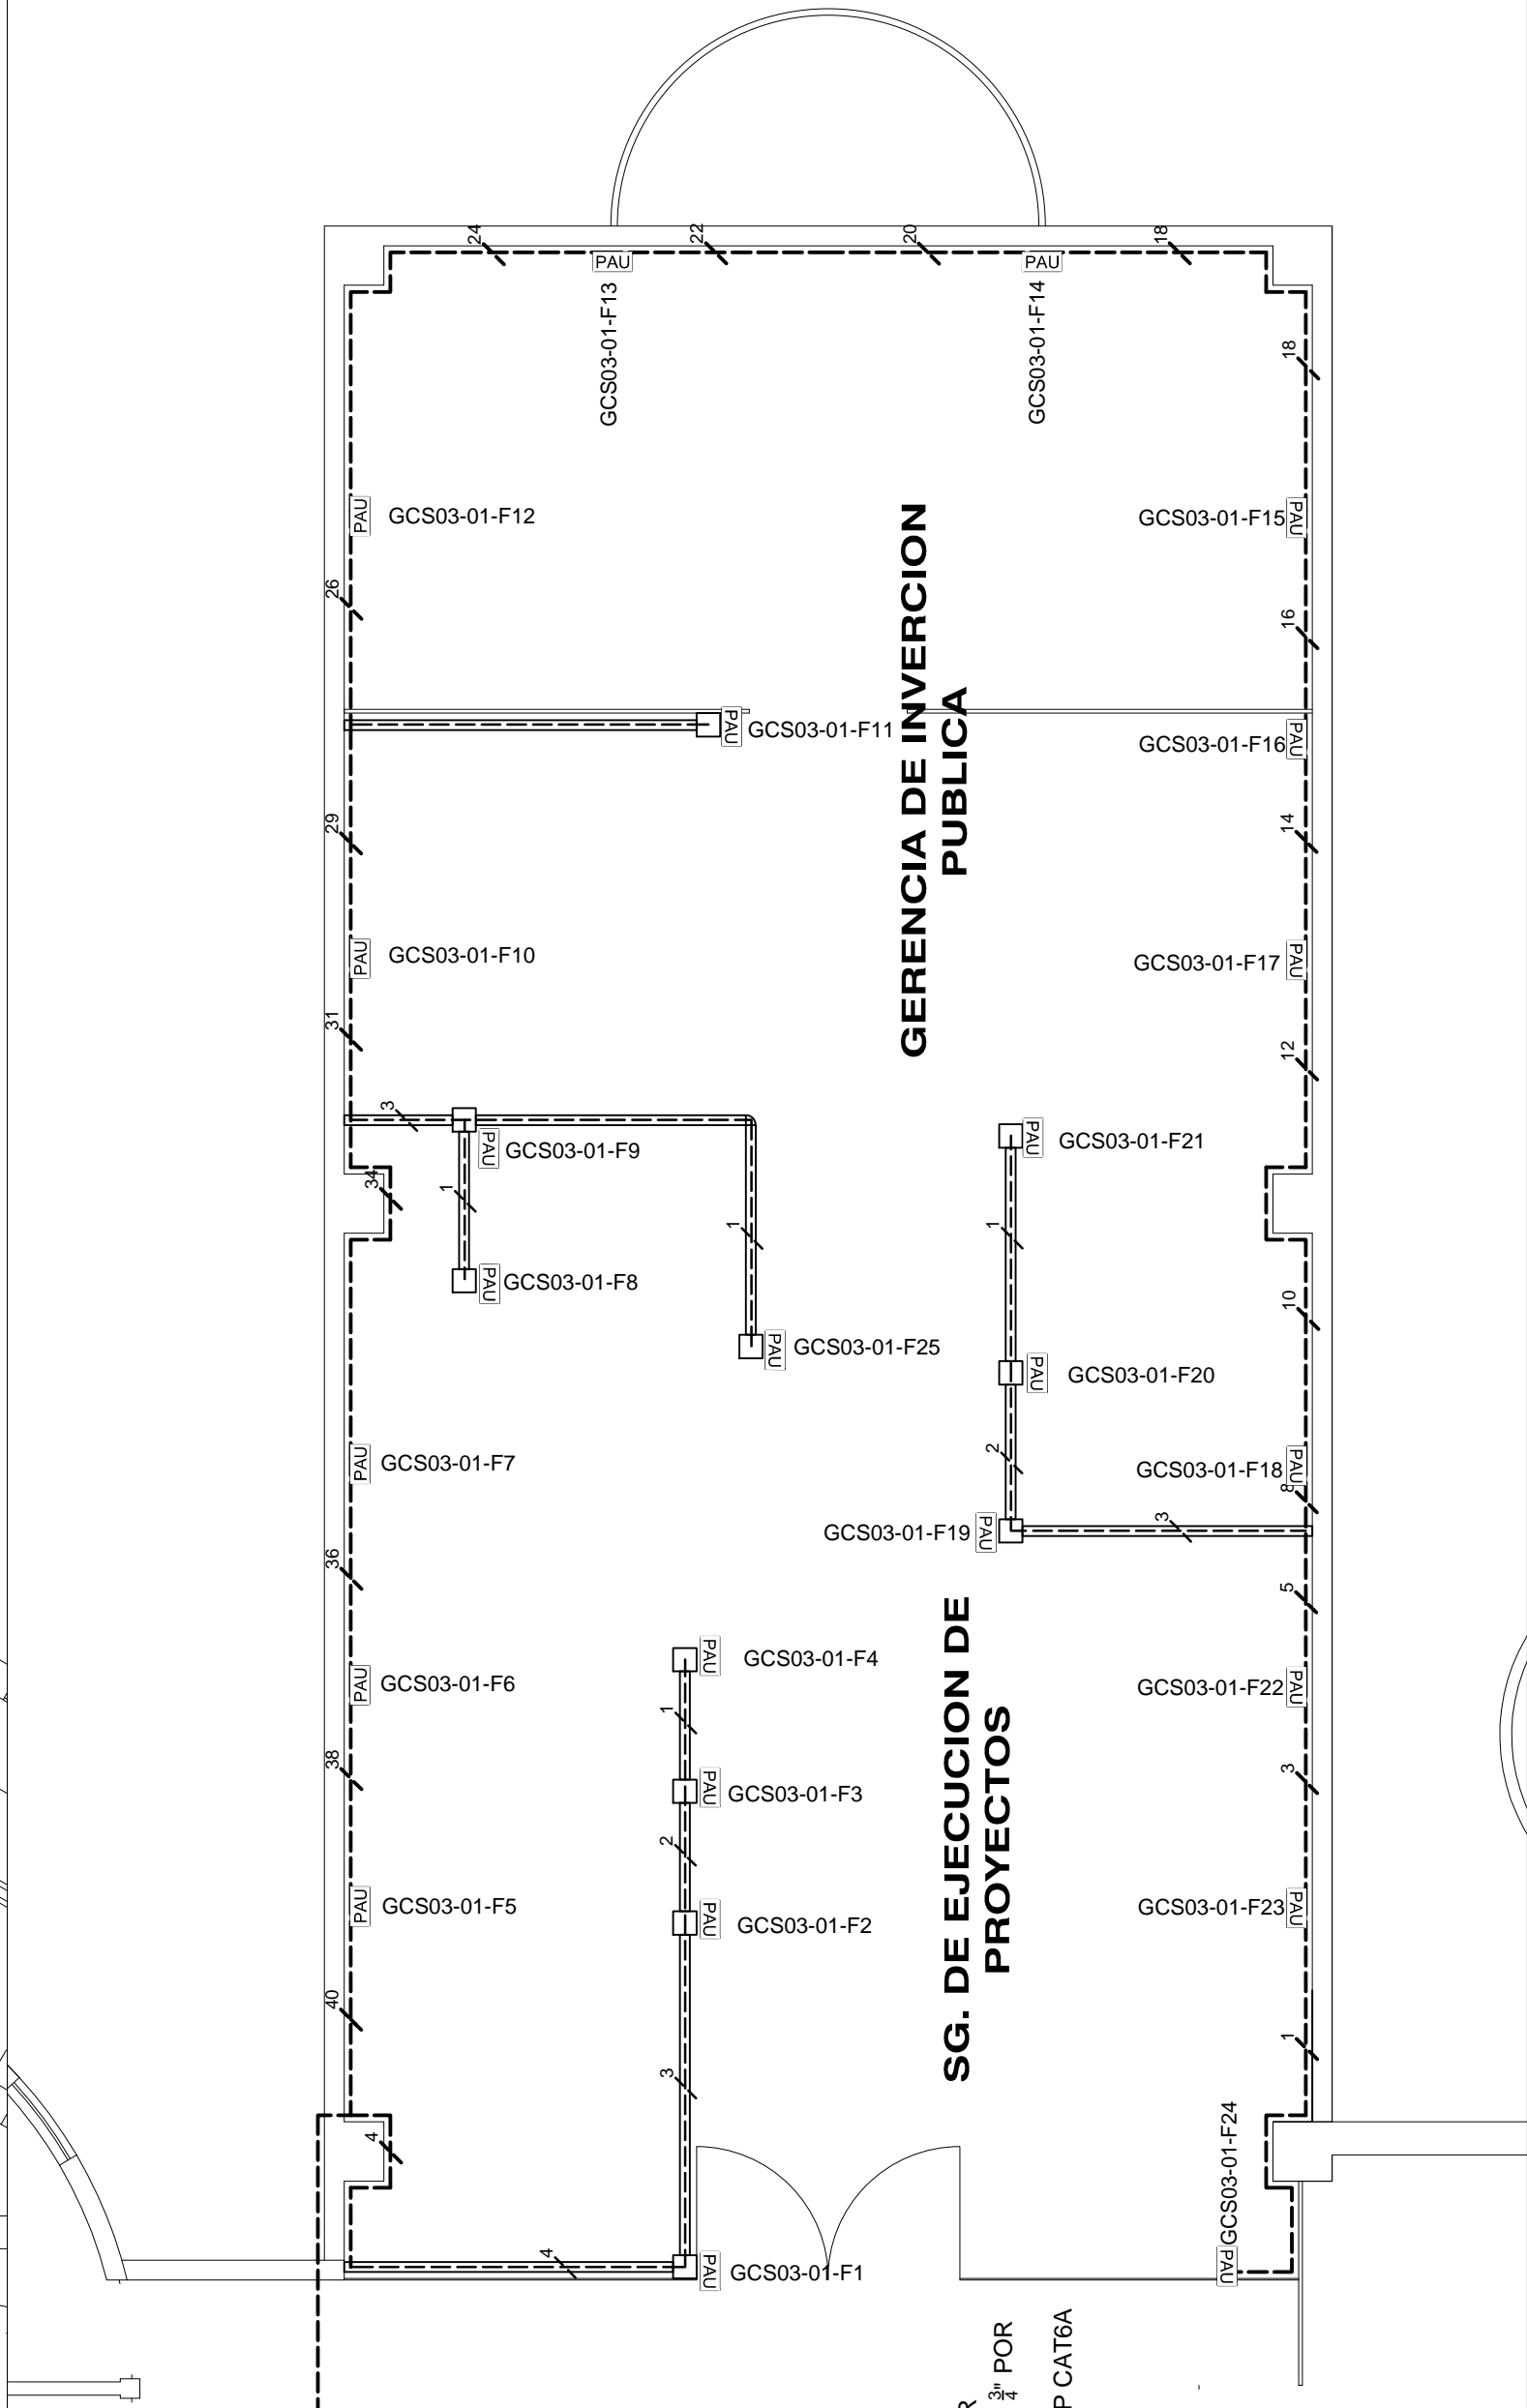 24
22
20
18
PAU
PAU
GCS03-01-F13
GCS03-01-F14
18
PAU
GCS03-01-F12
GCS03-01-F15
PAU
26
16
GERENCIA DE INVERCION
PUBLICA
PAU
GCS03-01-F11
GCS03-01-F16
PAU
29
14
PAU
GCS03-01-F10
GCS03-01-F17
PAU
31
12
3
PAU
GCS03-01-F9
PAU
GCS03-01-F21
34
1
1
1
PAU
GCS03-01-F8
10
PAU
GCS03-01-F25
PAU
GCS03-01-F20
PAU
GCS03-01-F7
2
GCS03-01-F18
PAU
8
GCS03-01-F19
PAU
3
36
5
SG. DE EJECUCION DE
PROYECTOS
PAU
GCS03-01-F4
PAU
GCS03-01-F6
GCS03-01-F22
PAU
1
38
3
PAU
GCS03-01-F3
2
PAU
GCS03-01-F5
PAU
GCS03-01-F2
GCS03-01-F23
PAU
40
3
1
4
GCS03-01-F24
PAU
4
PAU
GCS03-01-F1
R
3/4" POR
P CAT6A